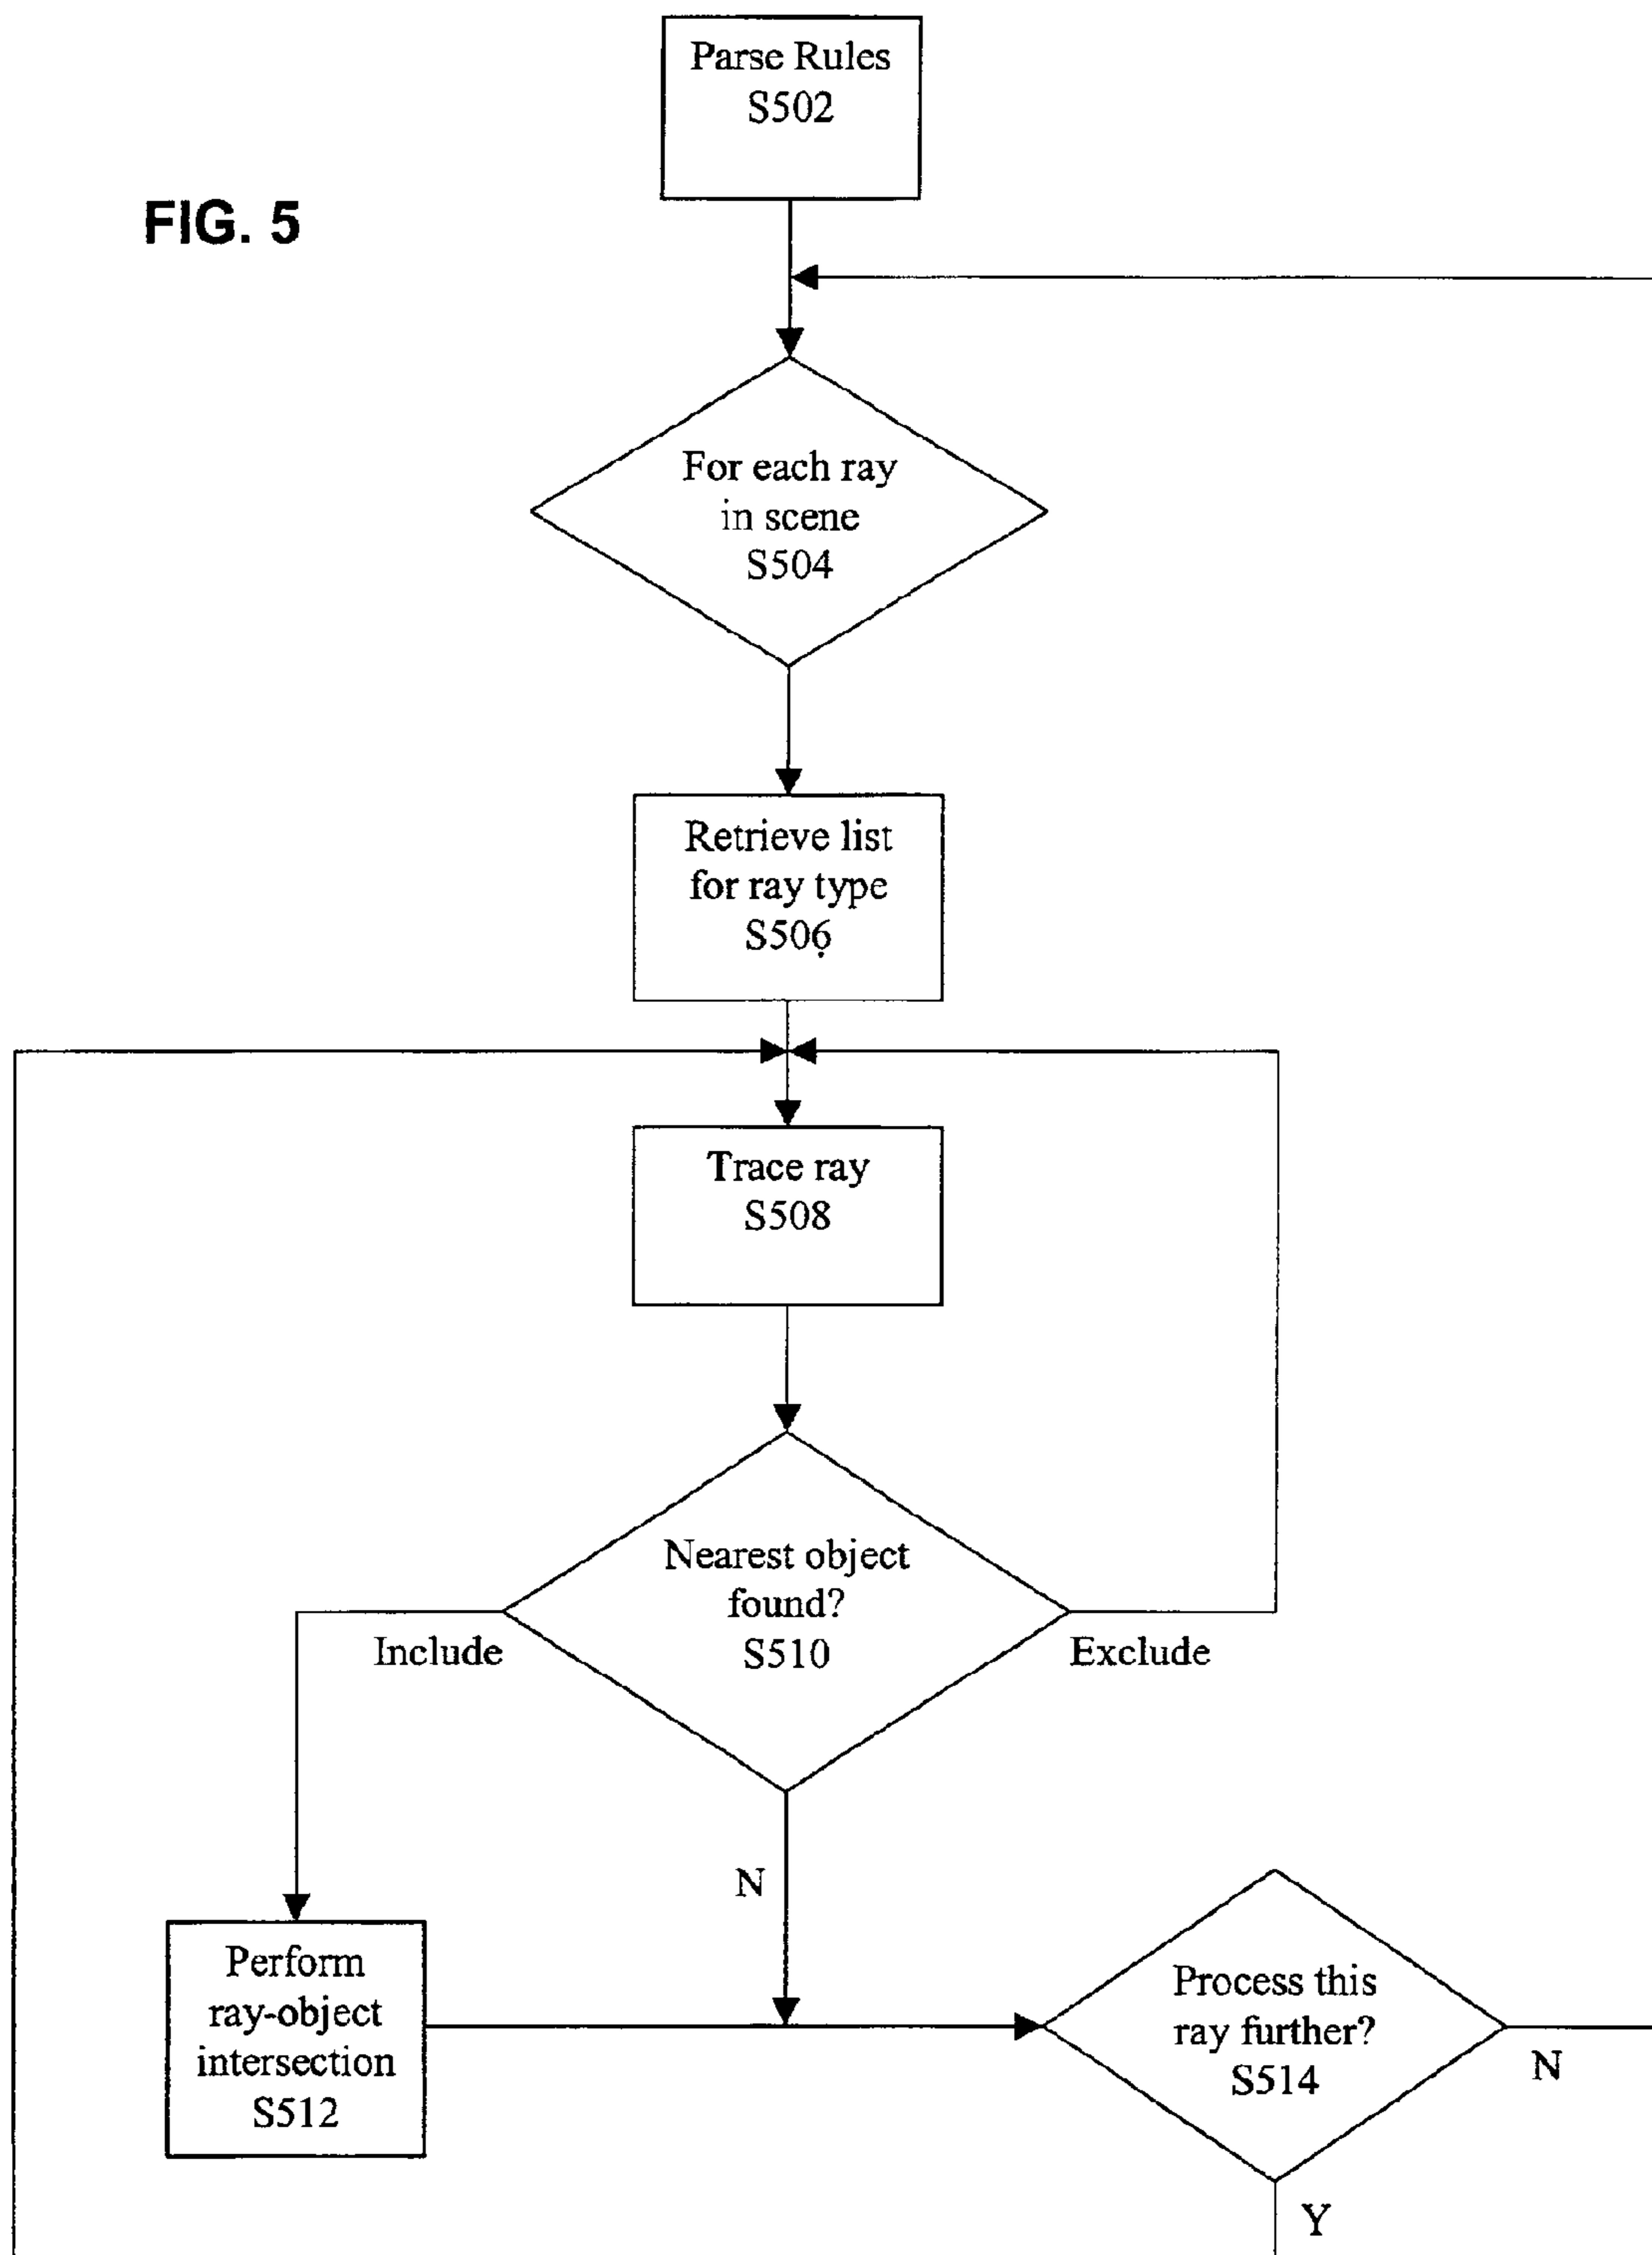 Parse Rules
S502
FIG. 5
For each ray
in scene
S504
Retrieve list
for ray type
S506
Trace ray
S508
Nearest object
found?
S510
Include
Exclude
N
Perform
ray-object
intersection
S512
Process this
ray further?
S514
N
Y